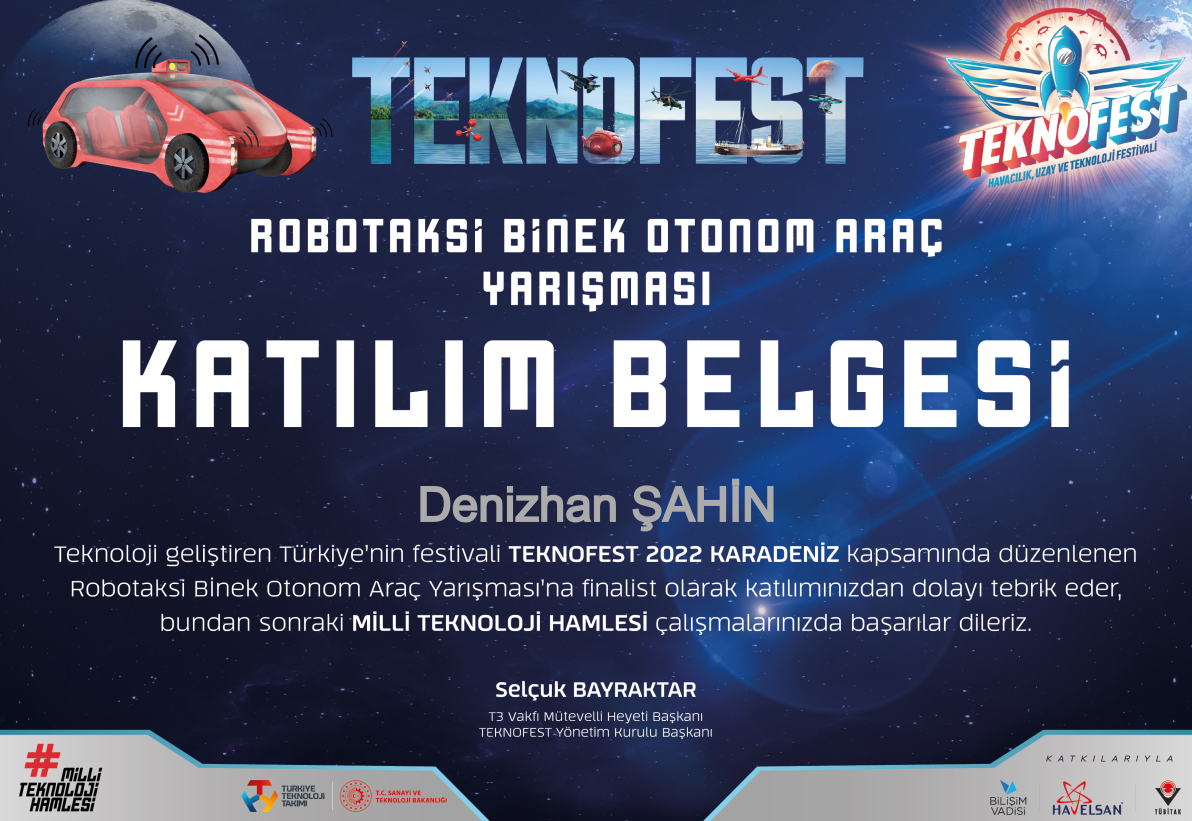 TEKNOFEST
TEKNOFEST
HAVACILIK, UZAY VE TEKNOLOJİ FESTİVALİ
ROBOTAKSİ BİNEK OTONOM ARAÇ
YARIŞMASI
KATILIM BELGESİ
Denizhan ŞAHİN
Teknoloji geliştiren Türkiye'nin festivali TEKNOFEST 2022 KARADENİZ kapsamında düzenlenen
Robotaksi Binek Otonom Araç Yarışması'na finalist olarak katılımınızdan dolayı tebrik eder,
bundan sonraki MİLLİ TEKNOLOJİ HAMLESİ çalışmalarınızda başarılar dileriz.
Selçuk BAYRAKTAR
T3 Vakfı Mütevelli Heyeti Başkanı
TEKNOFEST Yönetim Kurulu Başkanı
#MİLLİ
TEKNOLOJİ
HAMLESİ
TÜRKİYE
TEKNOLOJİ
TAKIMI
T.C. SANAYİ VE
TEKNOLOJİ BAKANLIĞI
KATKILARIYLA
BİLİŞİM
VADİSİ
HAVELSAN
TÜBİTAK